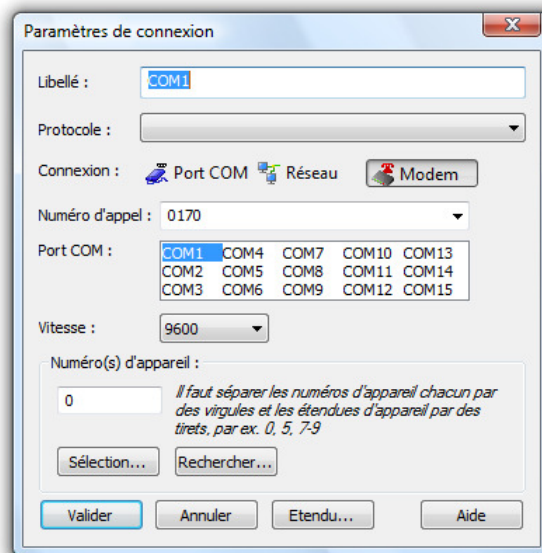 Paramètres de connexion
Libellé : COM1
Protocole :
Connexion : Port COM Réseau Modem
Numéro d'appel : 0170
Port COM : COM1 COM4 COM7 COM10 COM13
COM2 COM5 COM8 COM11 COM14
COM3 COM6 COM9 COM12 COM15
Vitesse : 9600
Numéro(s) d'appareil :
0 Il faut séparer les numéros d'appareil chacun par
des virgules et les étendues d'appareil par des
tirets, par ex. 0, 5, 7-9
Sélection... Rechercher...
Valider Annuler Etendu... Aide